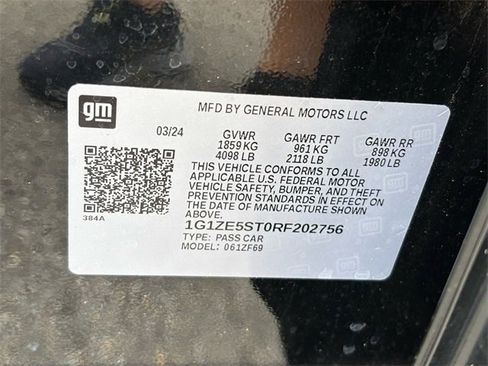 gm
MFD BY GENERAL MOTORS LLC
03/24 GVWR GAWR FRT GAWR RR
1859 KG 961 KG 898 KG
4098 LB 2118 LB 1980 LB
THIS VEHICLE CONFORMS TO ALL
APPLICABLE U.S. FEDERAL MOTOR
VEHICLE SAFETY, BUMPER, AND THEFT
PREVENTION STANDARDS IN EFFECT ON
THE DATE OF MANUFACTURE SHOWN
ABOVE.
384A
1G1ZE5ST0RF202756
TYPE: PASS CAR
MODEL: 061ZF69